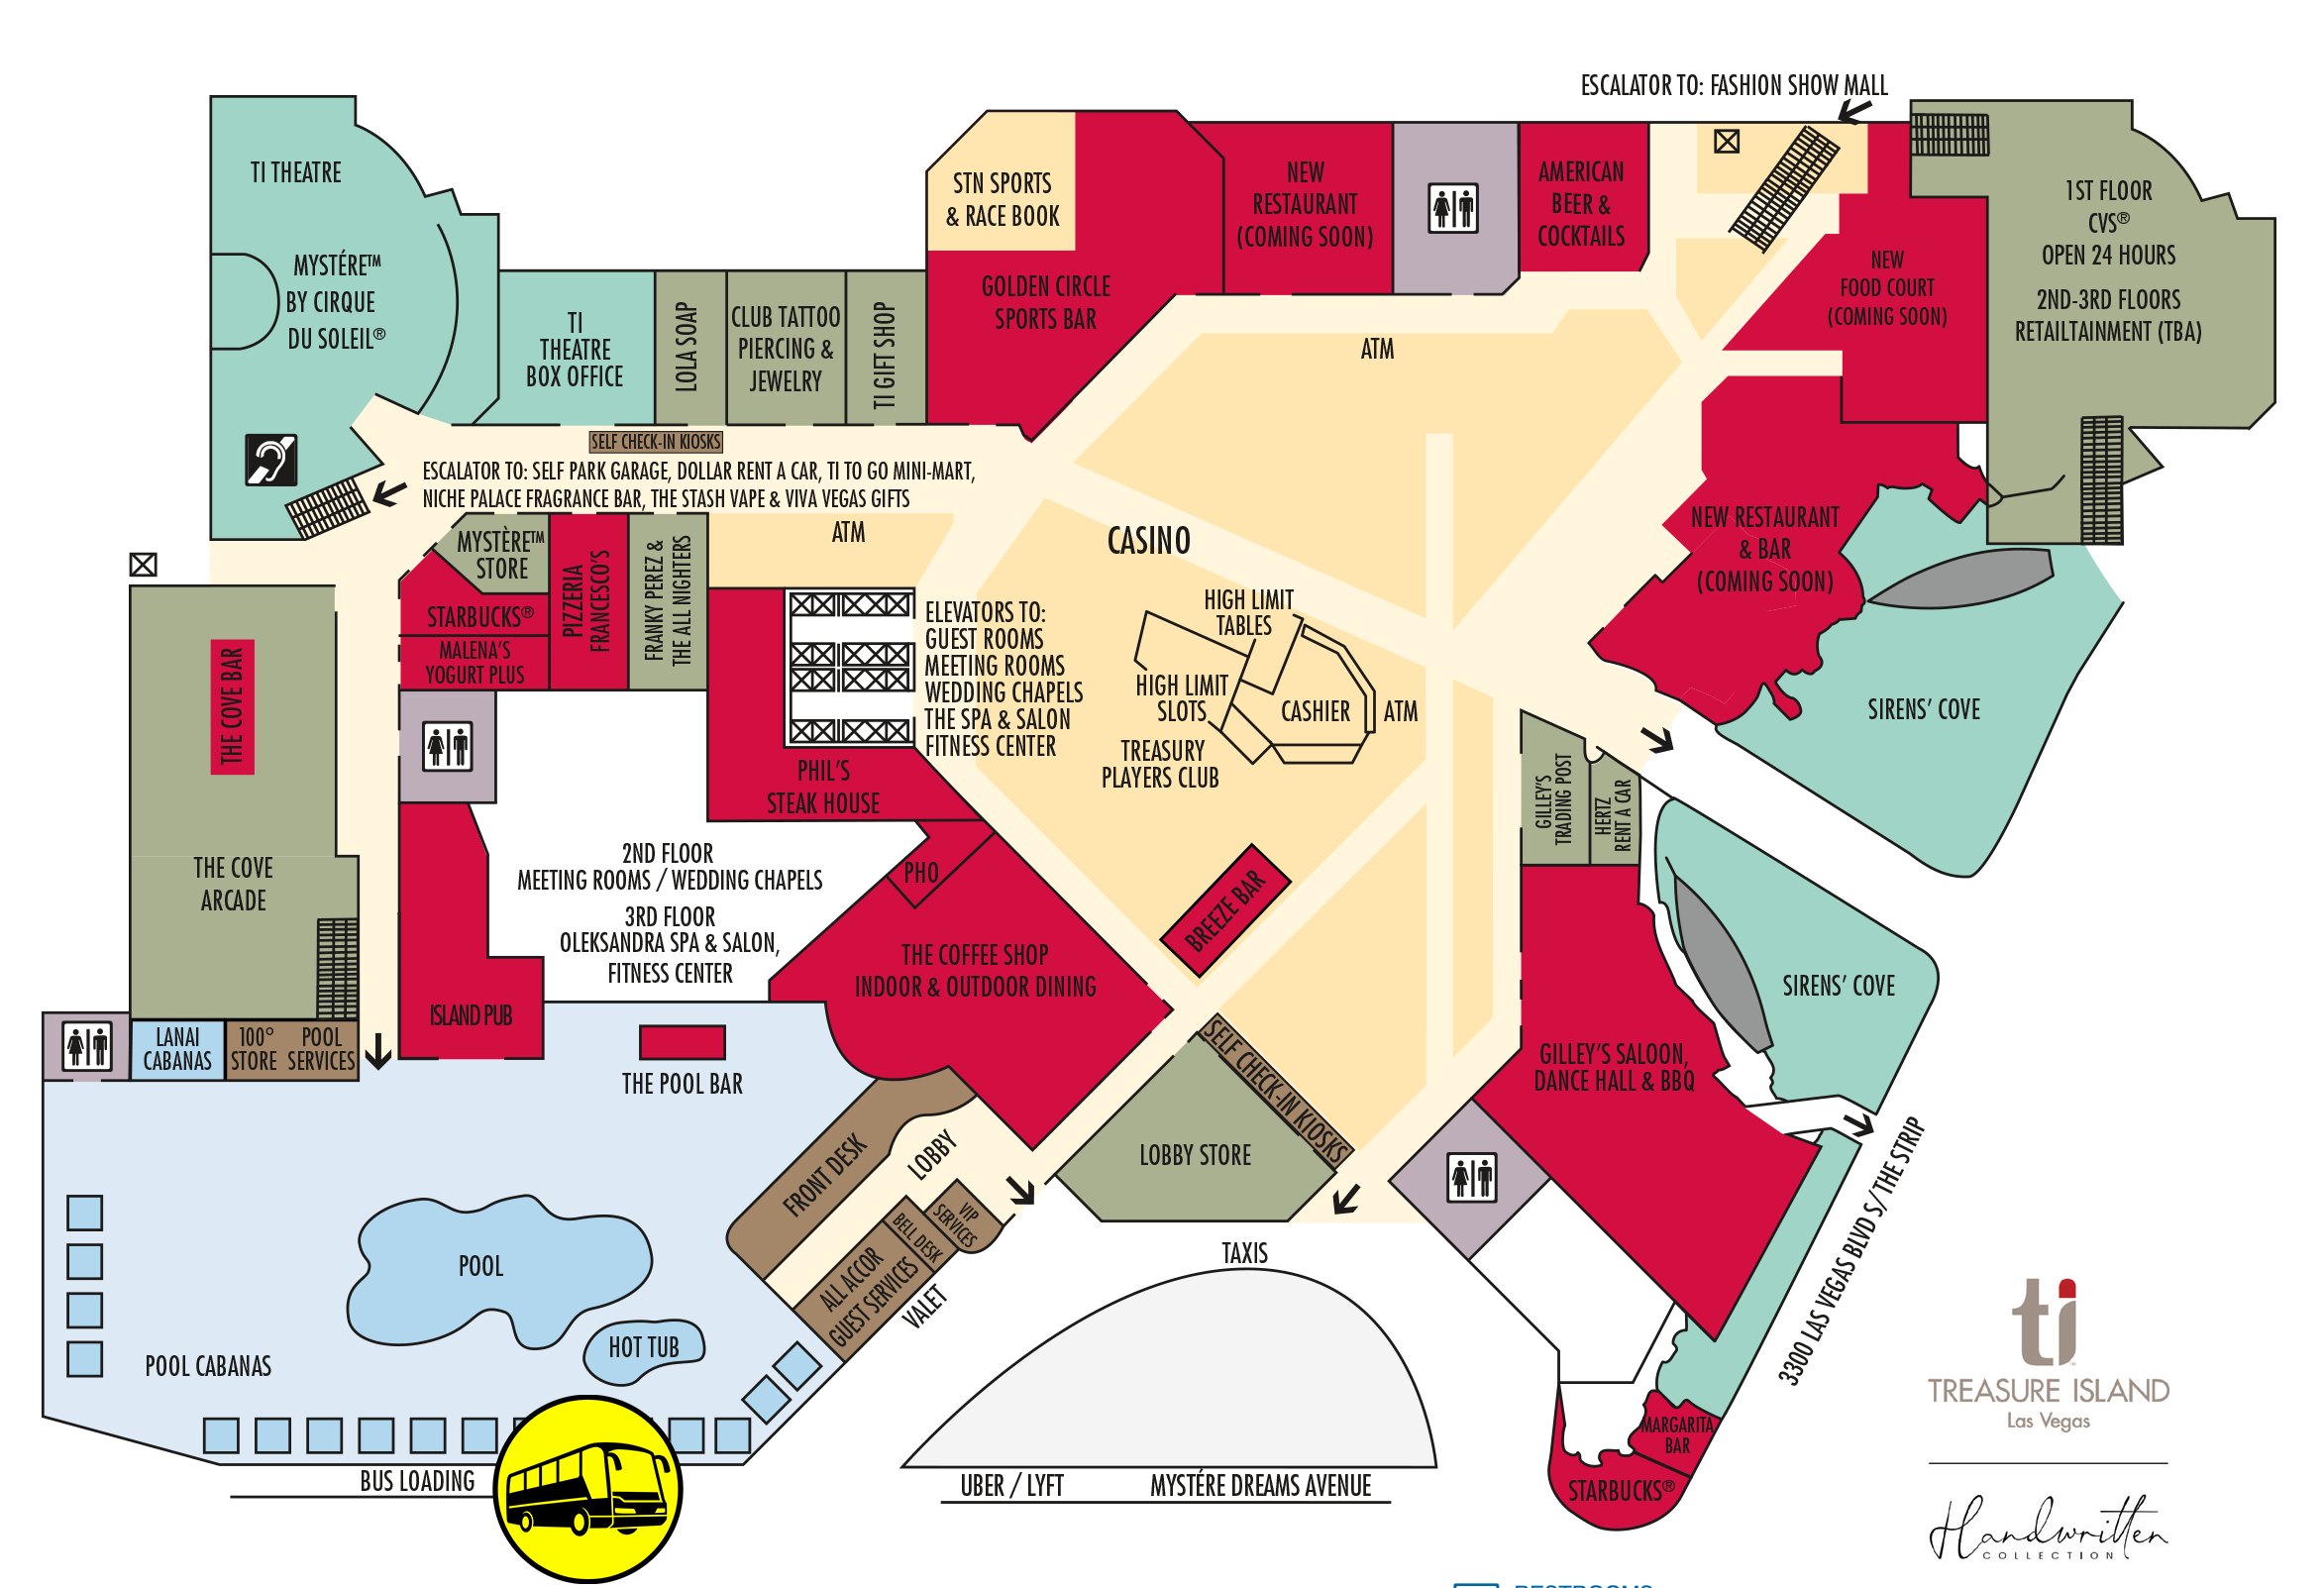 ESCALATOR TO: FASHION SHOW MALL
TI THEATRE
MYSTÉRE™
BY CIRQUE
DU SOLEIL®
TI
THEATRE
BOX OFFICE
LOLA SOAP
CLUB TATTOO
PIERCING &
JEWELRY
TI GIFT SHOP
STN SPORTS
& RACE BOOK
GOLDEN CIRCLE
SPORTS BAR
NEW
RESTAURANT
(COMING SOON)
AMERICAN
BEER &
COCKTAILS
NEW
FOOD COURT
(COMING SOON)
1ST FLOOR
CVS®
OPEN 24 HOURS
2ND-3RD FLOORS
RETAILTAINMENT (TBA)
ATM
SELF CHECK-IN KIOSKS
ESCALATOR TO: SELF PARK GARAGE, DOLLAR RENT A CAR, TI TO GO MINI-MART,
NICHE PALACE FRAGRANCE BAR, THE STASH VAPE & VIVA VEGAS GIFTS
ATM
CASINO
MYSTÈRE™
STORE
STARBUCKS®
MALENA'S
YOGURT PLUS
PIZZERIA
FRANCESCO'S
FRANKY PEREZ &
THE ALL NIGHTERS
ELEVATORS TO:
GUEST ROOMS
MEETING ROOMS
WEDDING CHAPELS
THE SPA & SALON
FITNESS CENTER
HIGH LIMIT
TABLES
HIGH LIMIT
SLOTS
CASHIER
ATM
TREASURY
PLAYERS CLUB
NEW RESTAURANT
& BAR
(COMING SOON)
SIRENS' COVE
THE COVE BAR
THE COVE
ARCADE
PHIL'S
STEAK HOUSE
2ND FLOOR
MEETING ROOMS / WEDDING CHAPELS
3RD FLOOR
OLEKSANDRA SPA & SALON,
FITNESS CENTER
PHO
THE COFFEE SHOP
INDOOR & OUTDOOR DINING
BREEZE BAR
GILLEY'S
TRADING POST
HERTZ
RENT A CAR
SIRENS' COVE
GILLEY'S SALOON,
DANCE HALL & BBQ
ISLAND PUB
LANAI
CABANAS
100°
STORE
POOL
SERVICES
THE POOL BAR
SELF CHECK-IN KIOSKS
LOBBY STORE
FRONT DESK
LOBBY
VIP
SERVICES
BELL DESK
ALL ACCOR
GUEST SERVICES
VALET
TAXIS
POOL
HOT TUB
POOL CABANAS
BUS LOADING
UBER / LYFT
MYSTÉRE DREAMS AVENUE
3300 LAS VEGAS BLVD S/THE STRIP
MARGARITA
BAR
STARBUCKS®
ti
TREASURE ISLAND
Las Vegas
Handwritten
COLLECTION
RESTROOMS